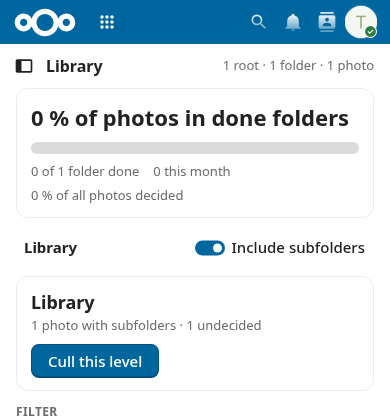 T
Library
1 root · 1 folder · 1 photo
0 % of photos in done folders
0 of 1 folder done 0 this month
0 % of all photos decided
Library
Include subfolders
Library
1 photo with subfolders · 1 undecided
Cull this level
FILTER